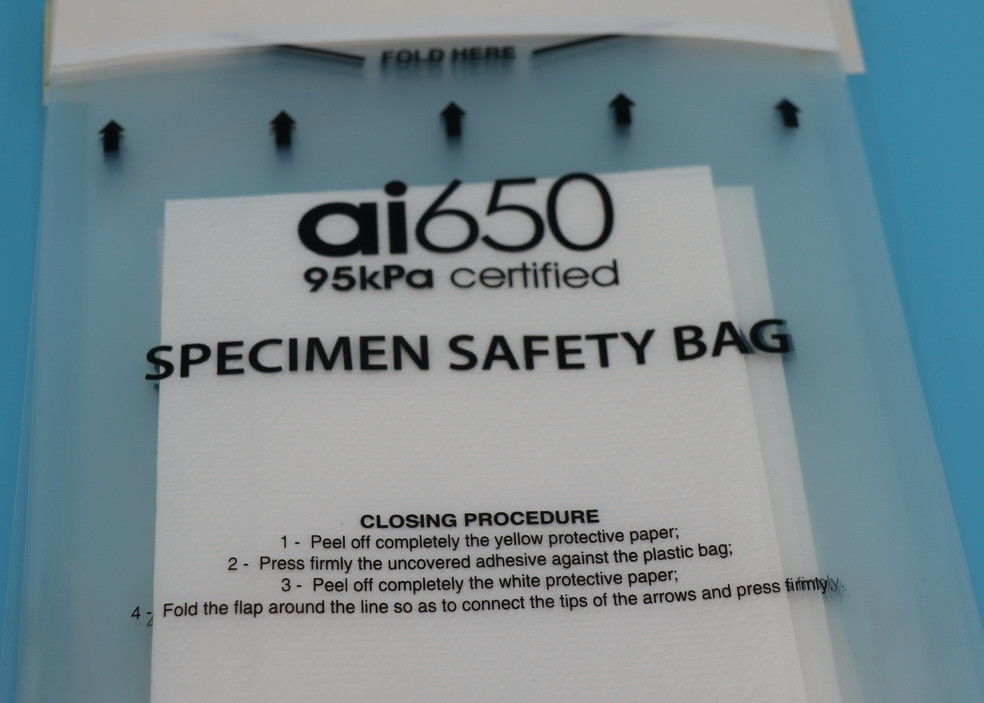 FOLD HERE
ai650
95kPa certified
SPECIMEN SAFETY BAG
CLOSING PROCEDURE
1 - Peel off completely the yellow protective paper;
2 - Press firmly the uncovered adhesive against the plastic bag;
3 - Peel off completely the white protective paper;
4 - Fold the flap around the line so as to connect the tips of the arrows and press firmly.